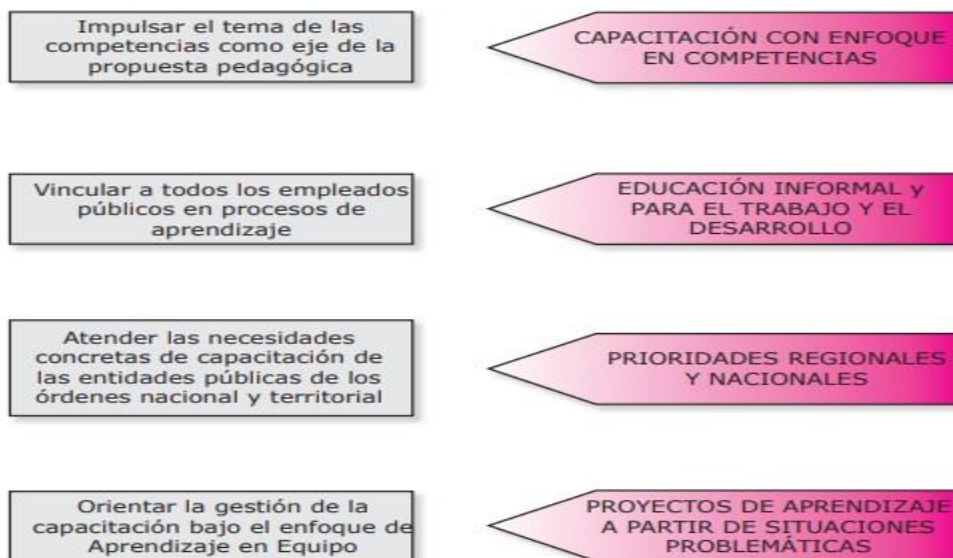 Impulsar el tema de las
competencias como eje de la
propuesta pedagógica
CAPACITACIÓN CON ENFOQUE
EN COMPETENCIAS
Vincular a todos los empleados
públicos en procesos de
aprendizaje
EDUCACIÓN INFORMAL y
PARA EL TRABAJO Y EL
DESARROLLO
Atender las necesidades
concretas de capacitación de
las entidades públicas de los
órdenes nacional y territorial
PRIORIDADES REGIONALES
Y NACIONALES
Orientar la gestión de la
capacitación bajo el enfoque de
Aprendizaje en Equipo
PROYECTOS DE APRENDIZAJE
A PARTIR DE SITUACIONES
PROBLEMÁTICAS